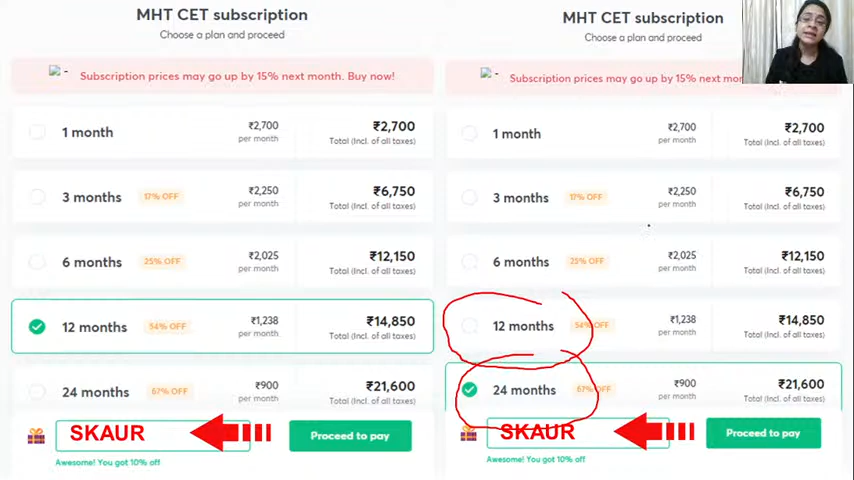 MHT CET subscription
Choose a plan and proceed
Subscription prices may go up by 15% next month. Buy now!
1 month ₹2,700 per month ₹2,700 Total (Incl. of all taxes)
3 months 17% OFF ₹2,250 per month ₹6,750 Total (Incl. of all taxes)
6 months 25% OFF ₹2,025 per month ₹12,150 Total (Incl. of all taxes)
12 months 54% OFF ₹1,238 per month ₹14,850 Total (Incl. of all taxes)
24 months 67% OFF ₹900 per month ₹21,600 Total (Incl. of all taxes)
SKAUR Proceed to pay
Awesome! You got 10% off
MHT CET subscription
Choose a plan and proceed
Subscription prices may go up by 15% next mon
1 month ₹2,700 per month ₹2,700 Total (Incl. of all taxes)
3 months 17% OFF ₹2,250 per month ₹6,750 Total (Incl. of all taxes)
6 months 25% OFF ₹2,025 per month ₹12,150 Total (Incl. of all taxes)
12 months 54% OFF ₹1,238 per month ₹14,850 Total (Incl. of all taxes)
24 months 67% OFF ₹900 per month ₹21,600 Total (Incl. of all taxes)
SKAUR Proceed to pay
Awesome! You got 10% off